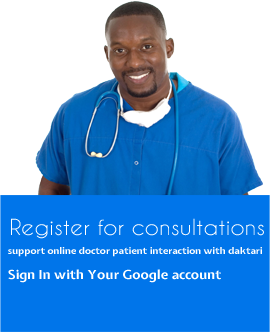 Register for consultations
support online doctor patient interaction with daktari
Sign In with Your Google account